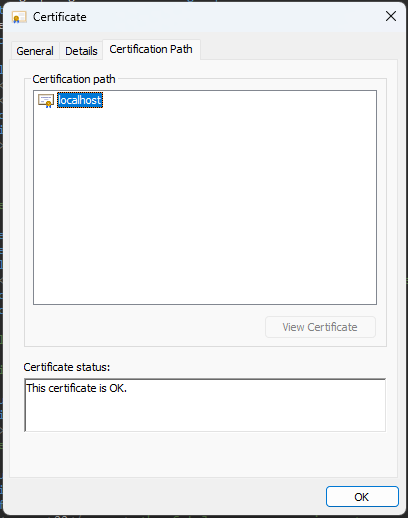 Certificate
General Details Certification Path
Certification path
localhost
View Certificate
Certificate status:
This certificate is OK.
OK